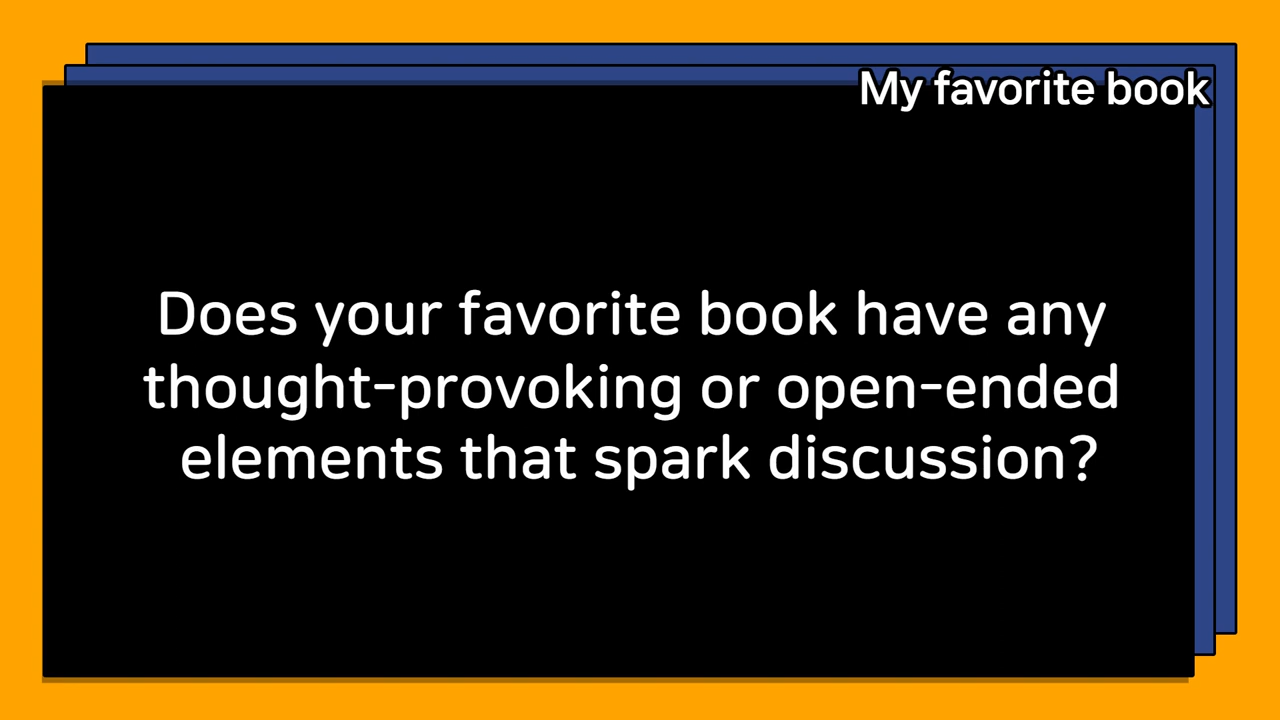 My favorite book
Does your favorite book have any
thought-provoking or open-ended
elements that spark discussion?